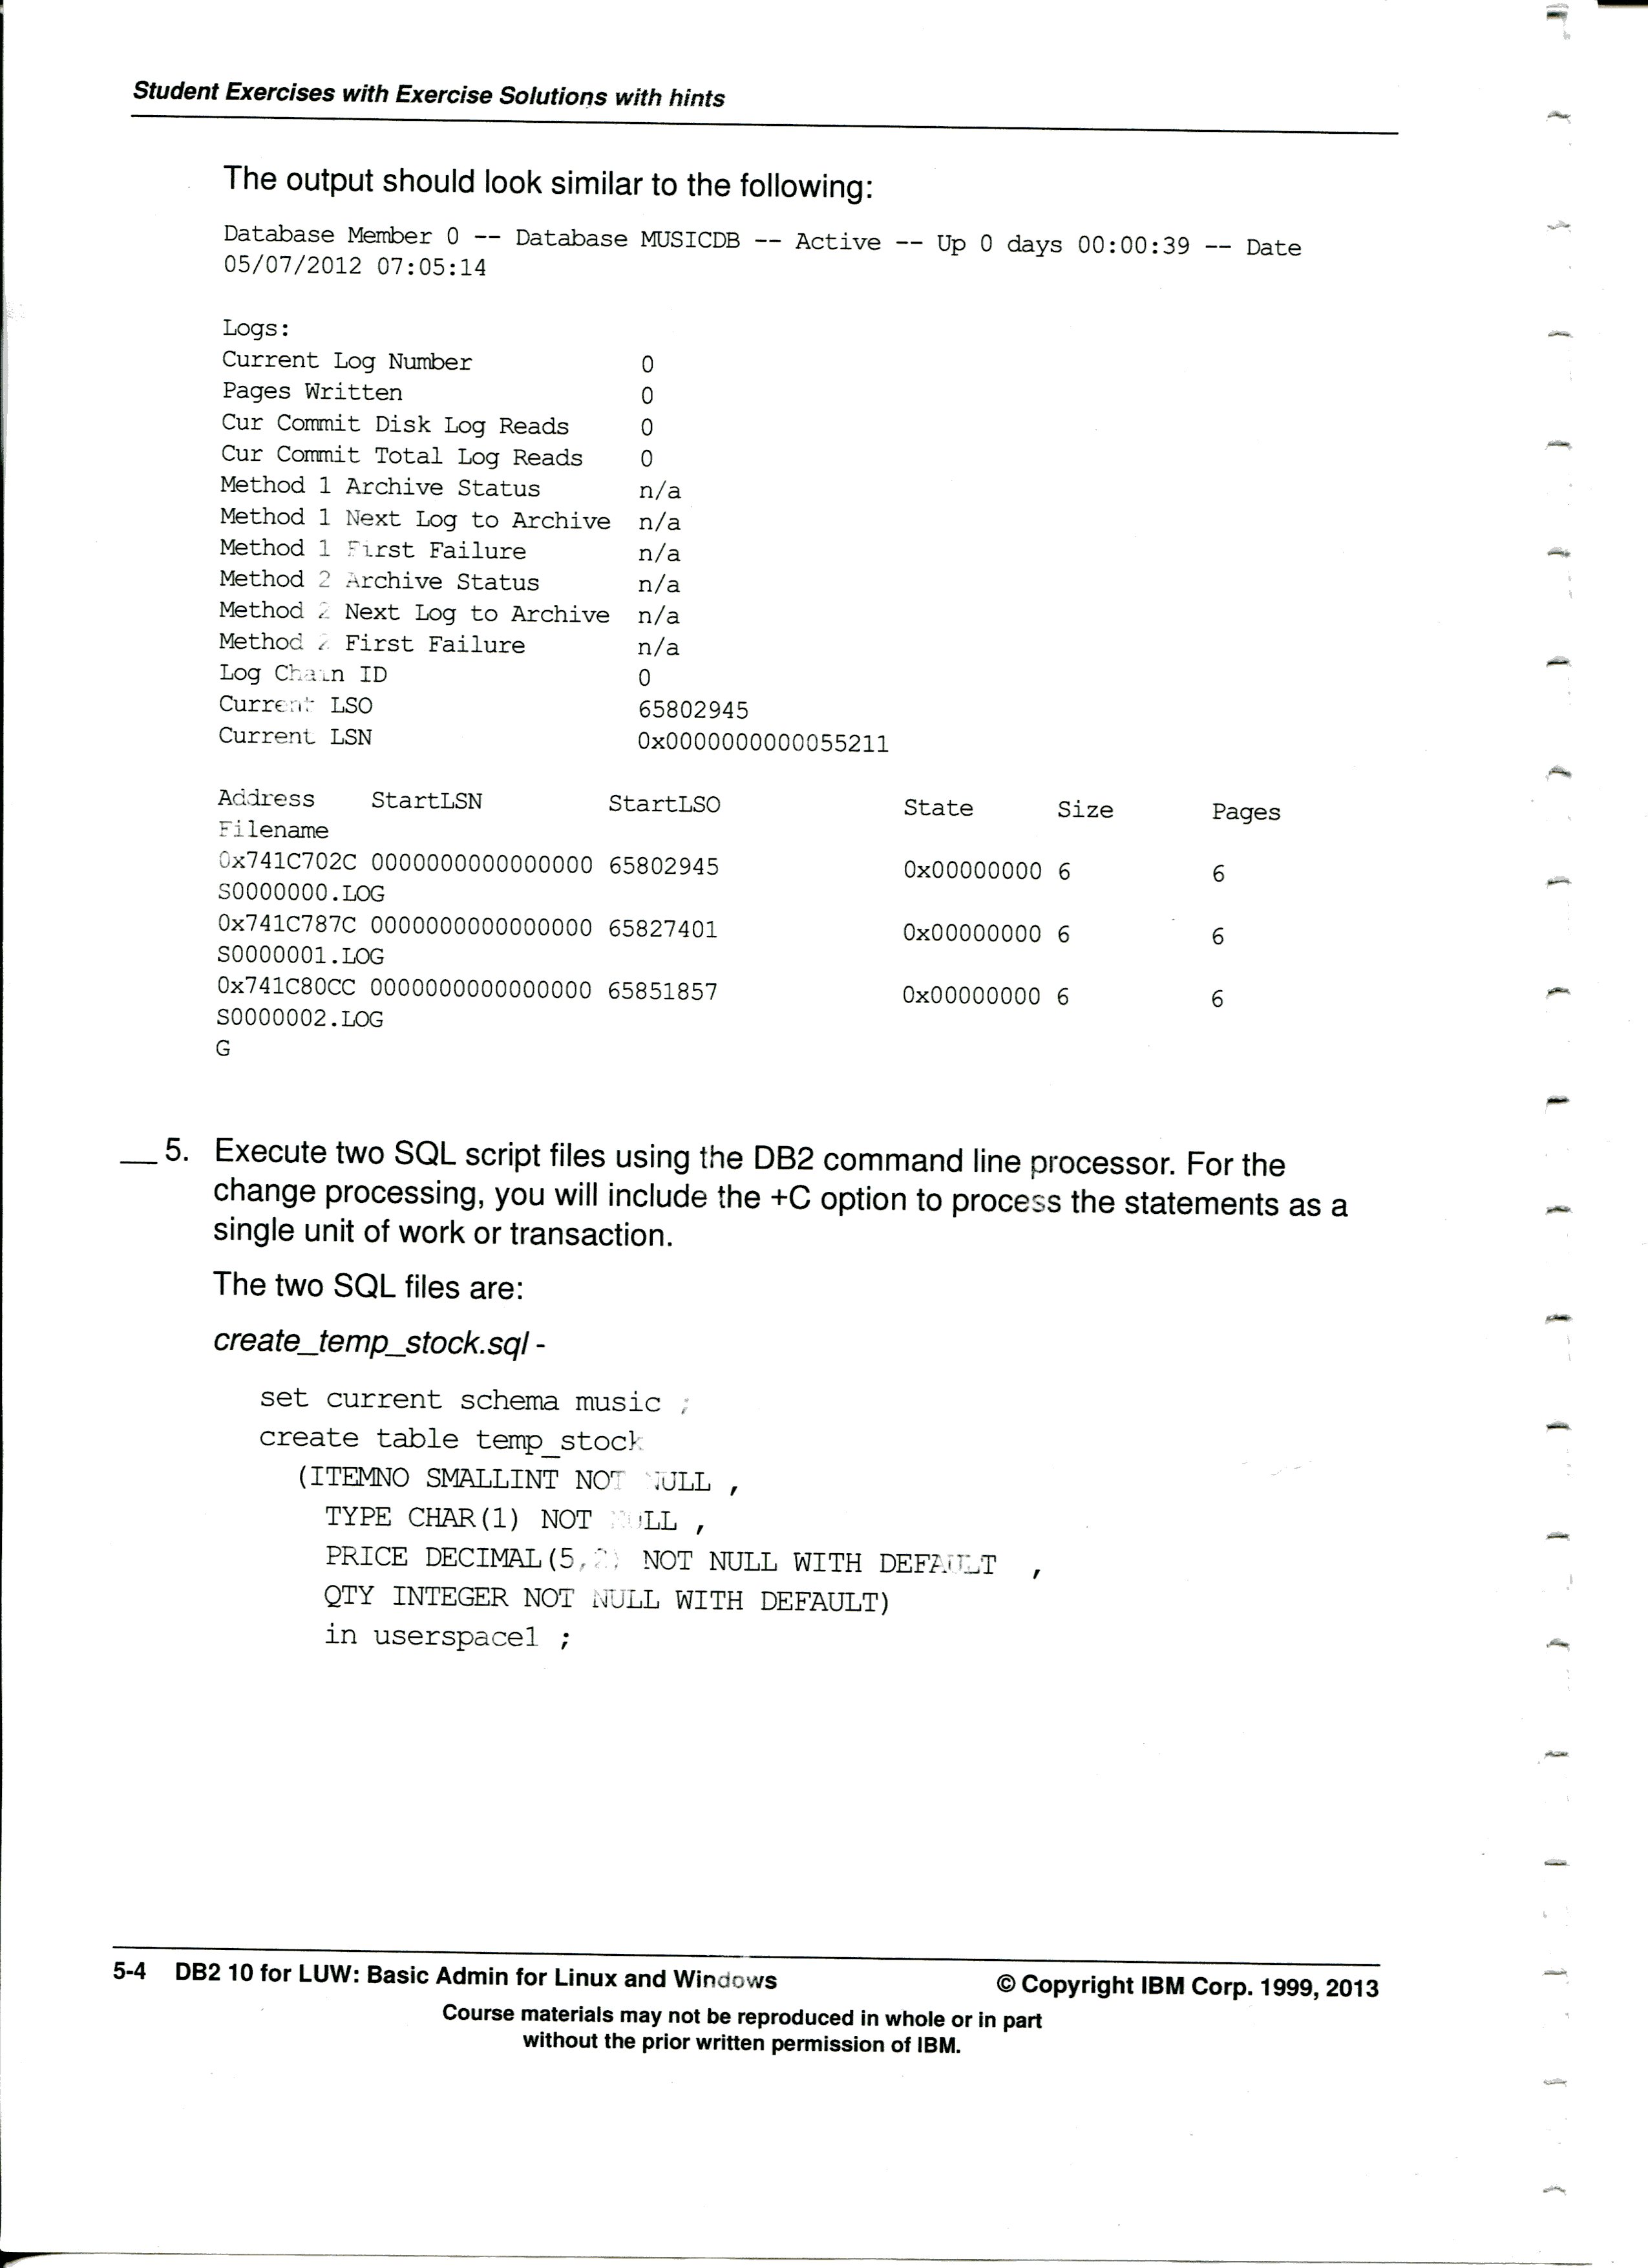 Student Exercises with Exercise Solutions with hints
The output should look similar to the following:
Database Member 0 -- Database MUSICDB -- Active -- Up 0 days 00:00:39 -- Date
05/07/2012 07:05:14
Logs:
Current Log Number 0
Pages Written 0
Cur Commit Disk Log Reads 0
Cur Commit Total Log Reads 0
Method 1 Archive Status n/a
Method 1 Next Log to Archive n/a
Method 1 First Failure n/a
Method 2 Archive Status n/a
Method 2 Next Log to Archive n/a
Method 2 First Failure n/a
Log Chain ID 0
Current LSO 65802945
Current LSN 0x0000000000055211
Address StartLSN StartLSO State Size Pages
Filename
0x741C702C 0000000000000000 65802945 0x00000000 6 6
S0000000.LOG
0x741C787C 0000000000000000 65827401 0x00000000 6 6
S0000001.LOG
0x741C80CC 0000000000000000 65851857 0x00000000 6 6
S0000002.LOG
G
__ 5. Execute two SQL script files using the DB2 command line processor. For the
change processing, you will include the +C option to process the statements as a
single unit of work or transaction.
The two SQL files are:
create_temp_stock.sql -
set current schema music ;
create table temp_stock
(ITEMNO SMALLINT NOT NULL ,
TYPE CHAR(1) NOT NULL ,
PRICE DECIMAL(5,2) NOT NULL WITH DEFAULT ,
QTY INTEGER NOT NULL WITH DEFAULT)
in userspace1 ;
5-4 DB2 10 for LUW: Basic Admin for Linux and Windows © Copyright IBM Corp. 1999, 2013
Course materials may not be reproduced in whole or in part
without the prior written permission of IBM.